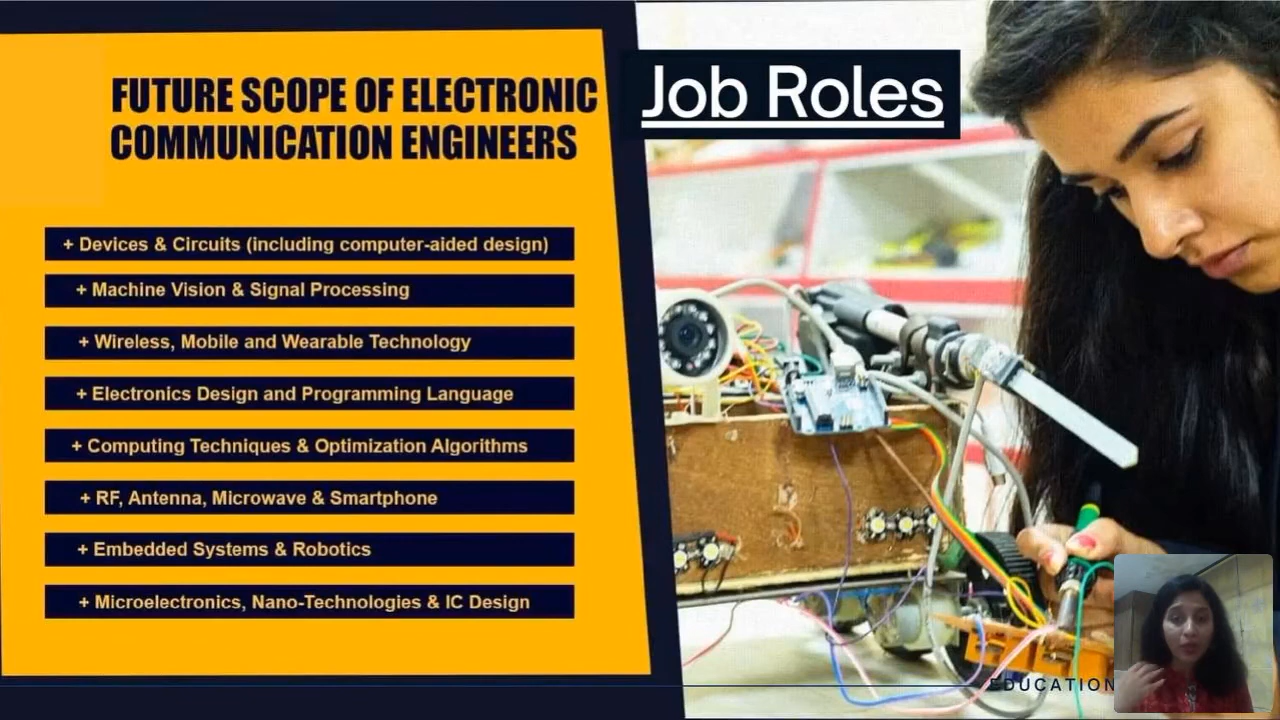 FUTURE SCOPE OF ELECTRONIC
COMMUNICATION ENGINEERS
Job Roles
+ Devices & Circuits (including computer-aided design)
+ Machine Vision & Signal Processing
+ Wireless, Mobile and Wearable Technology
+ Electronics Design and Programming Language
+ Computing Techniques & Optimization Algorithms
+ RF, Antenna, Microwave & Smartphone
+ Embedded Systems & Robotics
+ Microelectronics, Nano-Technologies & IC Design
EDUCATION